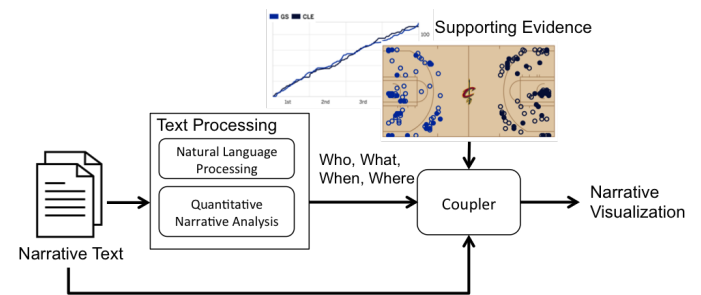 GS CLE
Supporting Evidence
100
1st 2nd 3rd
Text Processing
Natural Language
Processing
Quantitative
Narrative Analysis
Who, What,
When, Where
Coupler
Narrative
Visualization
Narrative Text